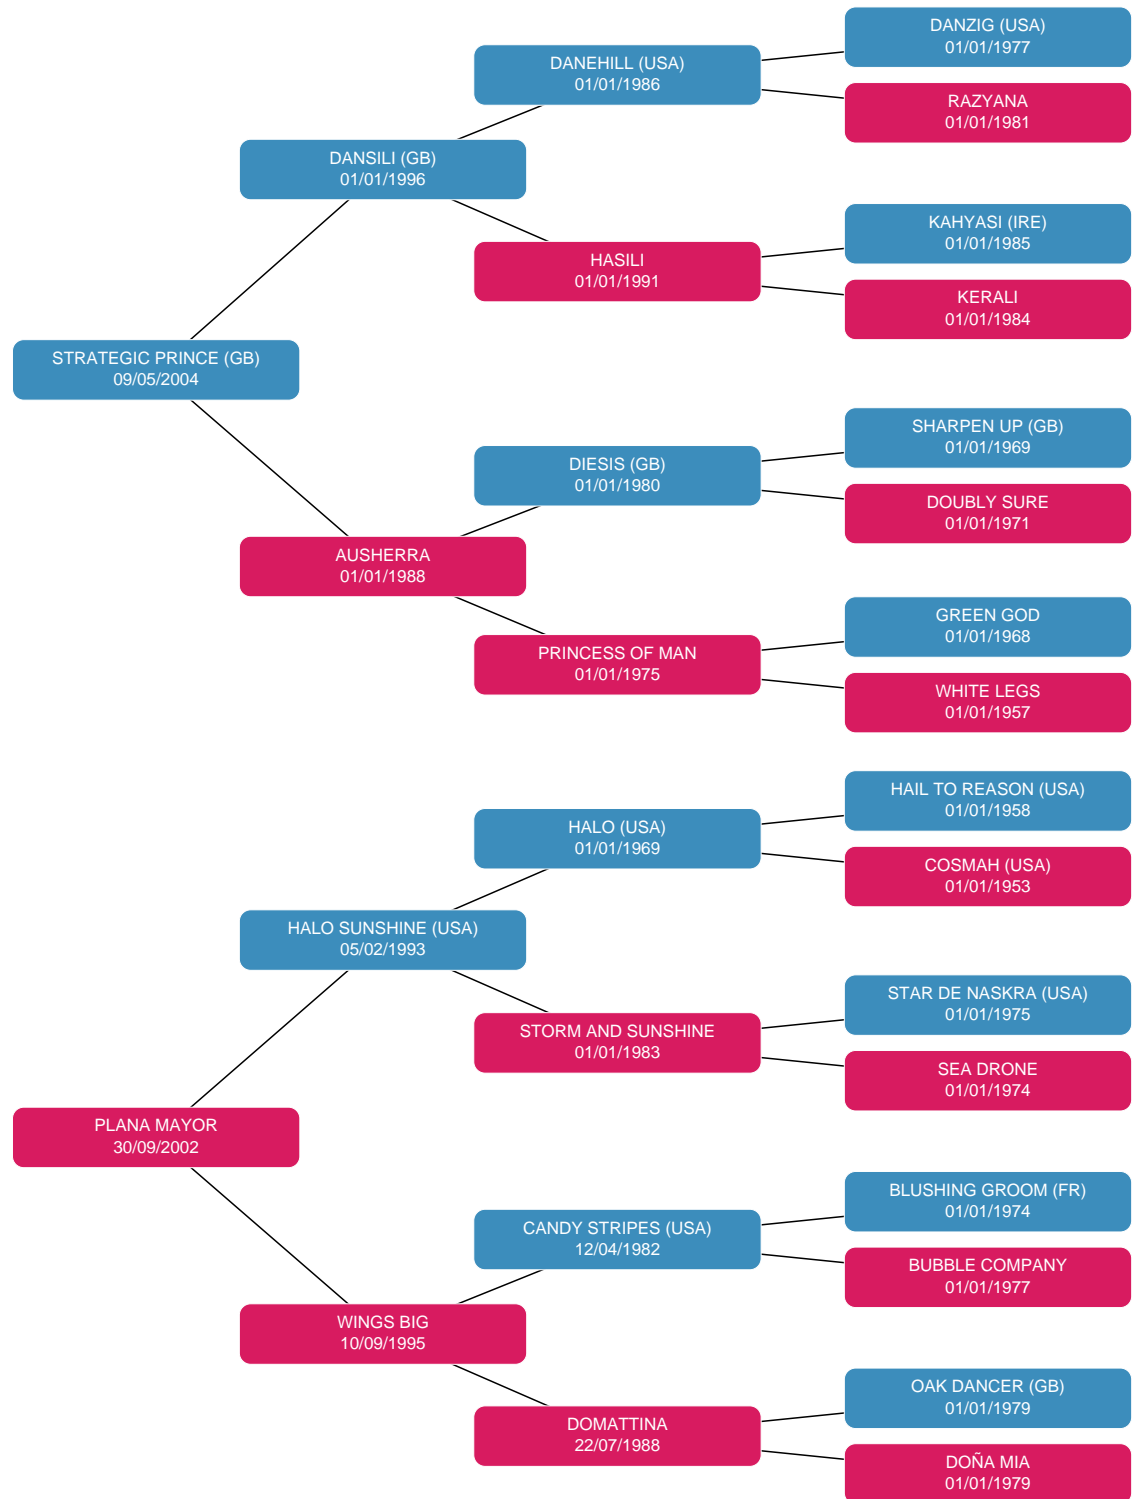 DANZIG (USA)
01/01/1977
DANEHILL (USA)
01/01/1986
RAZYANA
01/01/1981
DANSILI (GB)
01/01/1996
KAHYASI (IRE)
01/01/1985
HASILI
01/01/1991
KERALI
01/01/1984
STRATEGIC PRINCE (GB)
09/05/2004
SHARPEN UP (GB)
01/01/1969
DIESIS (GB)
01/01/1980
DOUBLY SURE
01/01/1971
AUSHERRA
01/01/1988
GREEN GOD
01/01/1968
PRINCESS OF MAN
01/01/1975
WHITE LEGS
01/01/1957
HAIL TO REASON (USA)
01/01/1958
HALO (USA)
01/01/1969
COSMAH (USA)
01/01/1953
HALO SUNSHINE (USA)
05/02/1993
STAR DE NASKRA (USA)
01/01/1975
STORM AND SUNSHINE
01/01/1983
SEA DRONE
01/01/1974
PLANA MAYOR
30/09/2002
BLUSHING GROOM (FR)
01/01/1974
CANDY STRIPES (USA)
12/04/1982
BUBBLE COMPANY
01/01/1977
WINGS BIG
10/09/1995
OAK DANCER (GB)
01/01/1979
DOMATTINA
22/07/1988
DOÑA MIA
01/01/1979